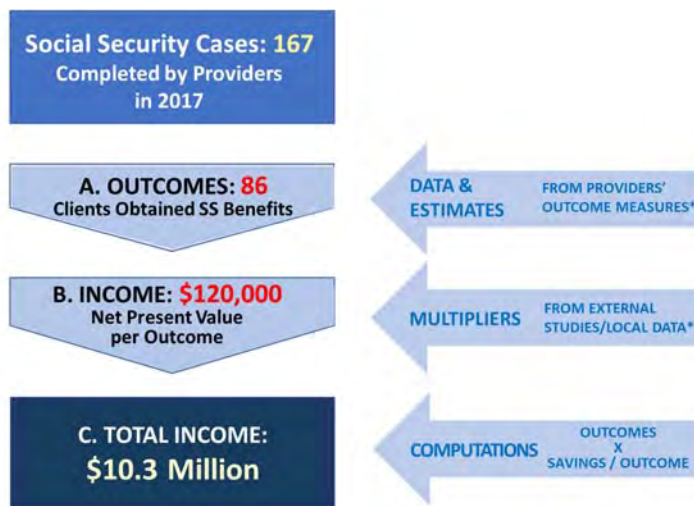 Social Security Cases: 167
Completed by Providers
in 2017
A. OUTCOMES: 86
Clients Obtained SS Benefits
DATA &
ESTIMATES
FROM PROVIDERS'
OUTCOME MEASURES*
B. INCOME: $120,000
Net Present Value
per Outcome
MULTIPLIERS
FROM EXTERNAL
STUDIES/LOCAL DATA*
C. TOTAL INCOME:
$10.3 Million
COMPUTATIONS
OUTCOMES
X
SAVINGS / OUTCOME